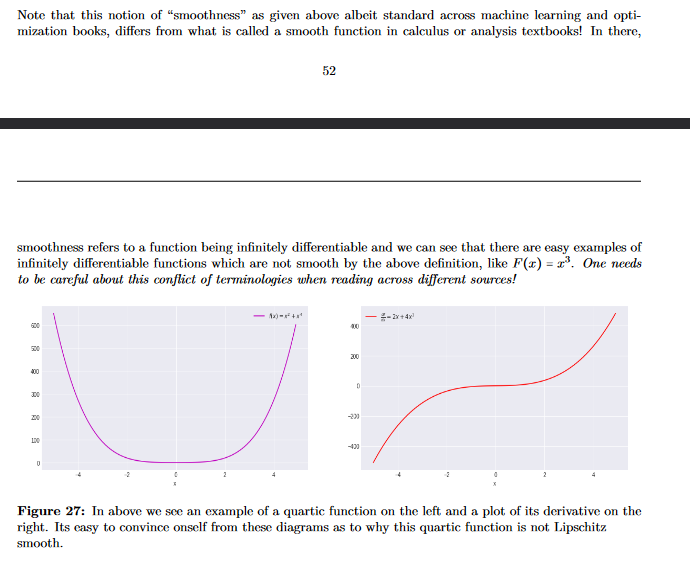 Note that this notion of “smoothness” as given above albeit standard across machine learning and opti-
mization books, differs from what is called a smooth function in calculus or analysis textbooks! In there,
52
smoothness refers to a function being infinitely differentiable and we can see that there are easy examples of
infinitely differentiable functions which are not smooth by the above definition, like F(x) = x³. One needs
to be careful about this conflict of terminologies when reading across different sources!
f(x) = x² + x⁴
600
500
400
300
200
100
0
-4 -2 0 2 4
x
df/dx = 2x + 4x³
400
200
0
-200
-400
-4 -2 0 2 4
x
Figure 27: In above we see an example of a quartic function on the left and a plot of its derivative on the
right. Its easy to convince onself from these diagrams as to why this quartic function is not Lipschitz
smooth.